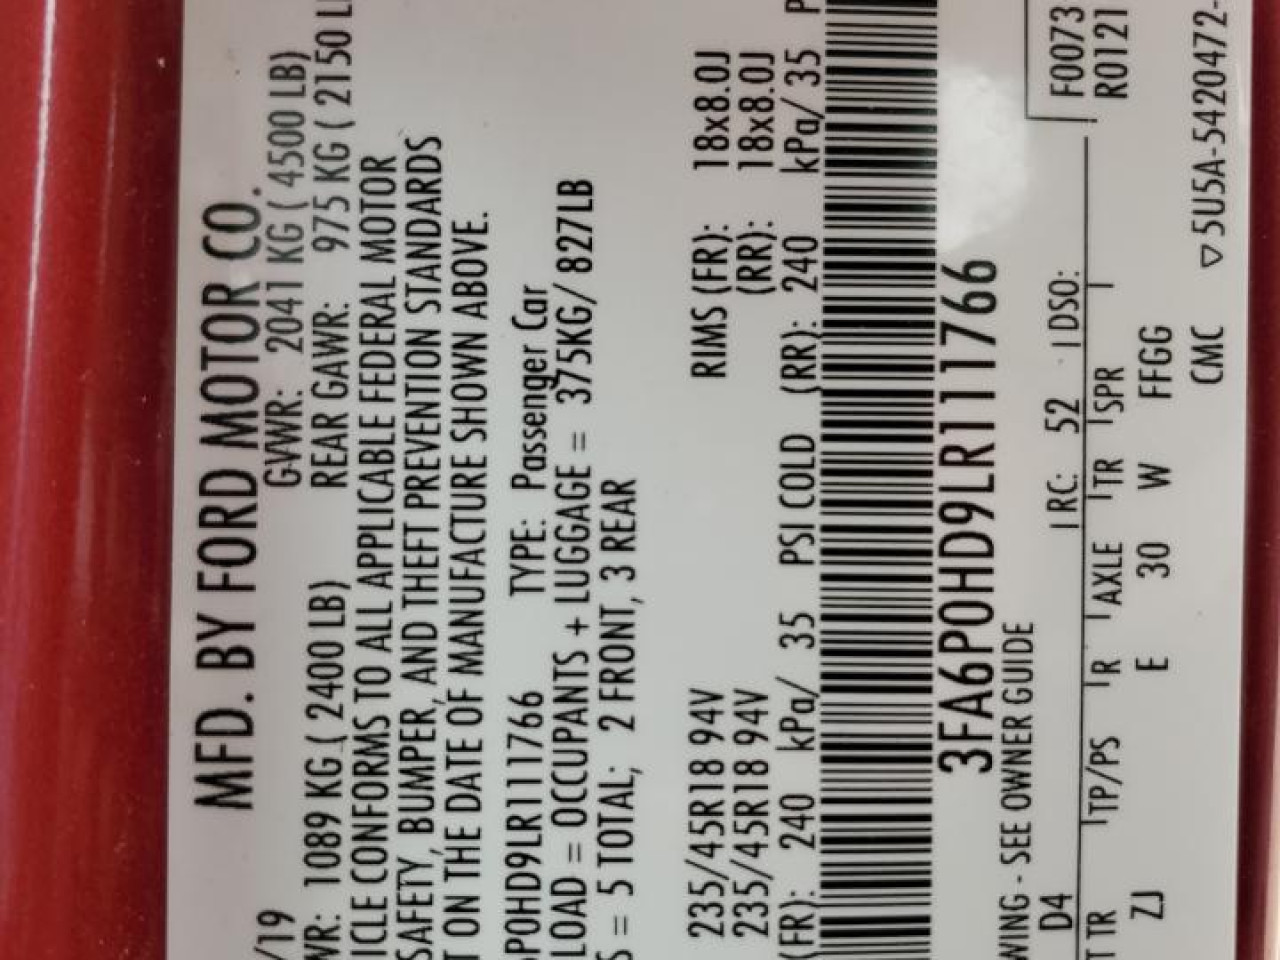 MFD. BY FORD MOTOR CO.
/19 GVWR: 2041 KG ( 4500 LB)
WR: 1089 KG ( 2400 LB) REAR GAWR: 975 KG ( 2150 L
ICLE CONFORMS TO ALL APPLICABLE FEDERAL MOTOR
SAFETY, BUMPER, AND THEFT PREVENTION STANDARDS
T ON THE DATE OF MANUFACTURE SHOWN ABOVE.
6P0HD9LR111766 TYPE: Passenger Car
LOAD = OCCUPANTS + LUGGAGE = 375KG/ 827LB
S = 5 TOTAL; 2 FRONT, 3 REAR
235/45R18 94V RIMS (FR): 18x8.0J
235/45R18 94V (RR): 18x8.0J
(FR): 240 kPa/ 35 PSI COLD (RR): 240 kPa/ 35 P
3FA6P0HD9LR111766
WING - SEE OWNER GUIDE
F0073
R0121
D4 RC: 52 DSO:
T TR TP/PS R AXLE TR SPR
ZJ E 30 W FFGG
CMC ▽5U5A-5420472-